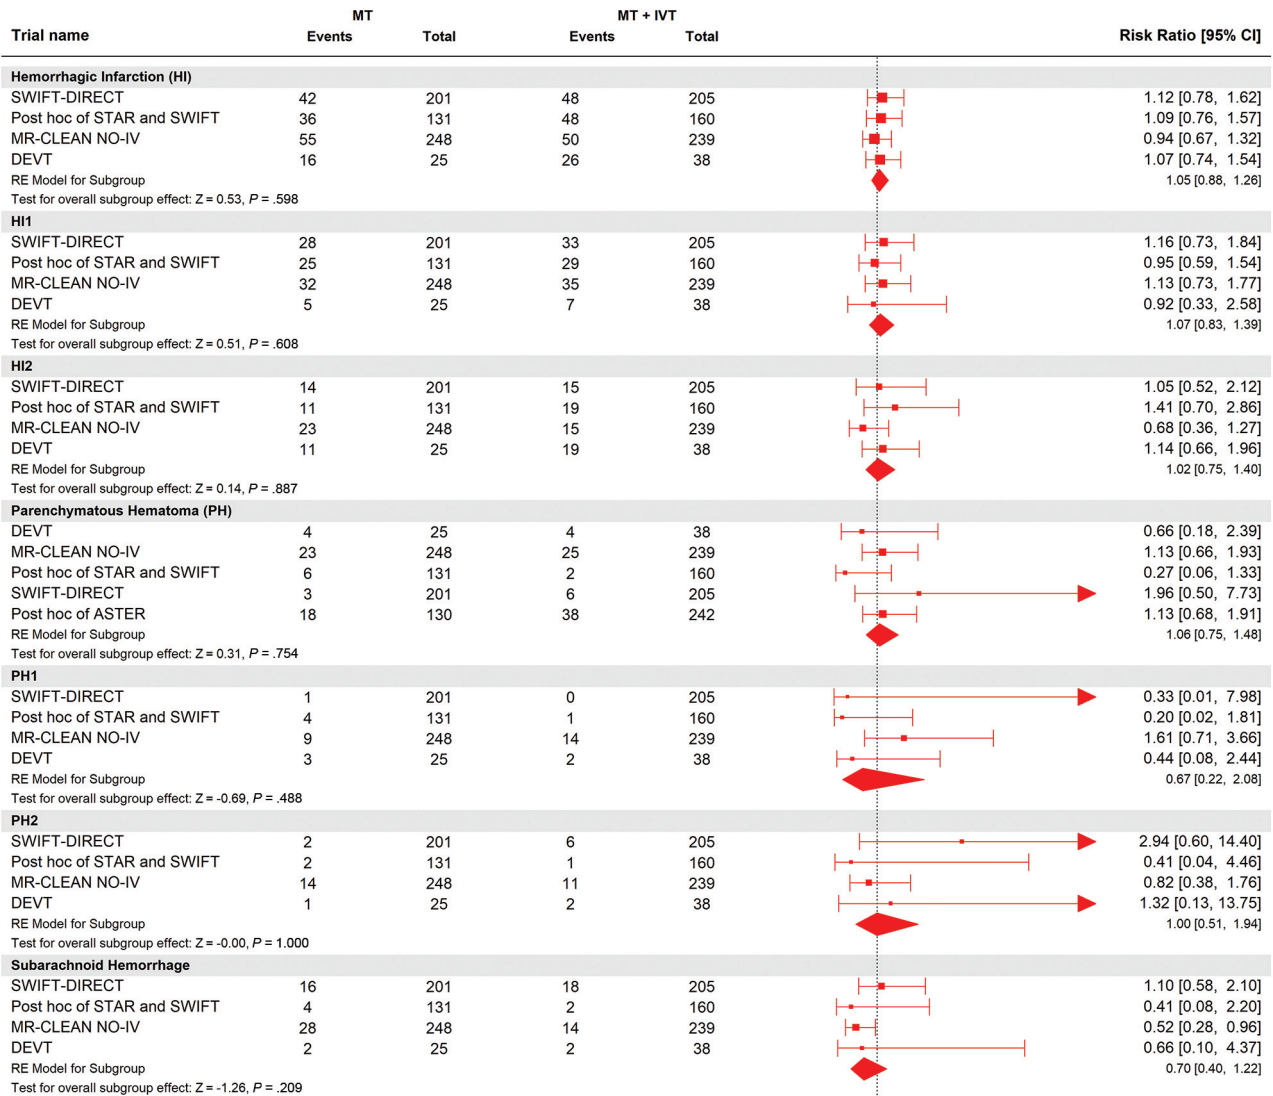 MT MT + IVT
Trial name Events Total Events Total Risk Ratio [95% CI]
Hemorrhagic Infarction (HI)
SWIFT-DIRECT 42 201 48 205 1.12 [0.78, 1.62]
Post hoc of STAR and SWIFT 36 131 48 160 1.09 [0.76, 1.57]
MR-CLEAN NO-IV 55 248 50 239 0.94 [0.67, 1.32]
DEVT 16 25 26 38 1.07 [0.74, 1.54]
RE Model for Subgroup 1.05 [0.88, 1.26]
Test for overall subgroup effect: Z = 0.53, P = .598
HI1
SWIFT-DIRECT 28 201 33 205 1.16 [0.73, 1.84]
Post hoc of STAR and SWIFT 25 131 29 160 0.95 [0.59, 1.54]
MR-CLEAN NO-IV 32 248 35 239 1.13 [0.73, 1.77]
DEVT 5 25 7 38 0.92 [0.33, 2.58]
RE Model for Subgroup 1.07 [0.83, 1.39]
Test for overall subgroup effect: Z = 0.51, P = .608
HI2
SWIFT-DIRECT 14 201 15 205 1.05 [0.52, 2.12]
Post hoc of STAR and SWIFT 11 131 19 160 1.41 [0.70, 2.86]
MR-CLEAN NO-IV 23 248 15 239 0.68 [0.36, 1.27]
DEVT 11 25 19 38 1.14 [0.66, 1.96]
RE Model for Subgroup 1.02 [0.75, 1.40]
Test for overall subgroup effect: Z = 0.14, P = .887
Parenchymatous Hematoma (PH)
DEVT 4 25 4 38 0.66 [0.18, 2.39]
MR-CLEAN NO-IV 23 248 25 239 1.13 [0.66, 1.93]
Post hoc of STAR and SWIFT 6 131 2 160 0.27 [0.06, 1.33]
SWIFT-DIRECT 3 201 6 205 1.96 [0.50, 7.73]
Post hoc of ASTER 18 130 38 242 1.13 [0.68, 1.91]
RE Model for Subgroup 1.06 [0.75, 1.48]
Test for overall subgroup effect: Z = 0.31, P = .754
PH1
SWIFT-DIRECT 1 201 0 205 0.33 [0.01, 7.98]
Post hoc of STAR and SWIFT 4 131 1 160 0.20 [0.02, 1.81]
MR-CLEAN NO-IV 9 248 14 239 1.61 [0.71, 3.66]
DEVT 3 25 2 38 0.44 [0.08, 2.44]
RE Model for Subgroup 0.67 [0.22, 2.08]
Test for overall subgroup effect: Z = -0.69, P = .488
PH2
SWIFT-DIRECT 2 201 6 205 2.94 [0.60, 14.40]
Post hoc of STAR and SWIFT 2 131 1 160 0.41 [0.04, 4.46]
MR-CLEAN NO-IV 14 248 11 239 0.82 [0.38, 1.76]
DEVT 1 25 2 38 1.32 [0.13, 13.75]
RE Model for Subgroup 1.00 [0.51, 1.94]
Test for overall subgroup effect: Z = -0.00, P = 1.000
Subarachnoid Hemorrhage
SWIFT-DIRECT 16 201 18 205 1.10 [0.58, 2.10]
Post hoc of STAR and SWIFT 4 131 2 160 0.41 [0.08, 2.20]
MR-CLEAN NO-IV 28 248 14 239 0.52 [0.28, 0.96]
DEVT 2 25 2 38 0.66 [0.10, 4.37]
RE Model for Subgroup 0.70 [0.40, 1.22]
Test for overall subgroup effect: Z = -1.26, P = .209